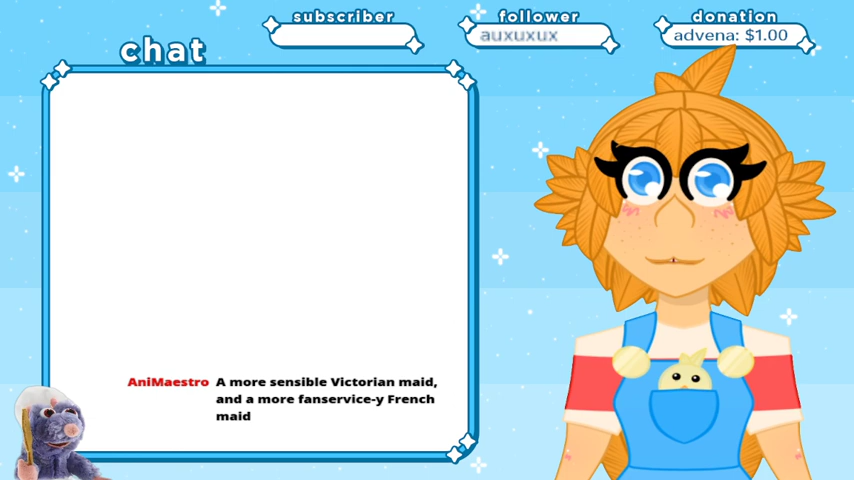 subscriber
follower
donation
auxuxux
advena: $1.00
chat
AniMaestro A more sensible Victorian maid,
and a more fanservice-y French
maid